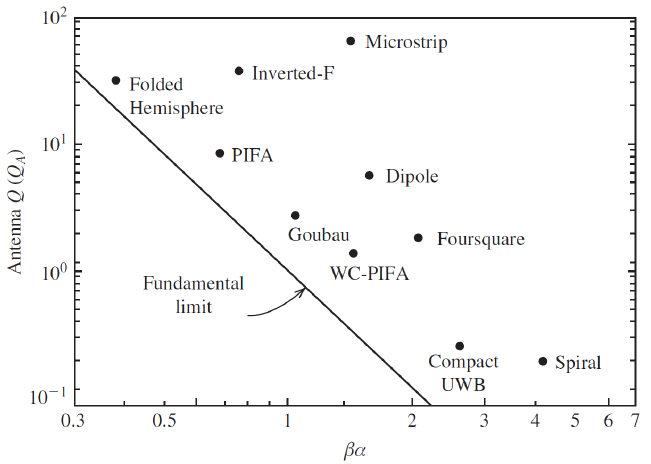 10²
Microstrip
Inverted-F
Folded
Hemisphere
10¹
PIFA
Dipole
Antenna Q (Q_A)
Goubau
Foursquare
WC-PIFA
10⁰
Fundamental
limit
Compact
UWB
Spiral
10⁻¹
0.3 0.5 1 2 3 4 5 6 7
βα